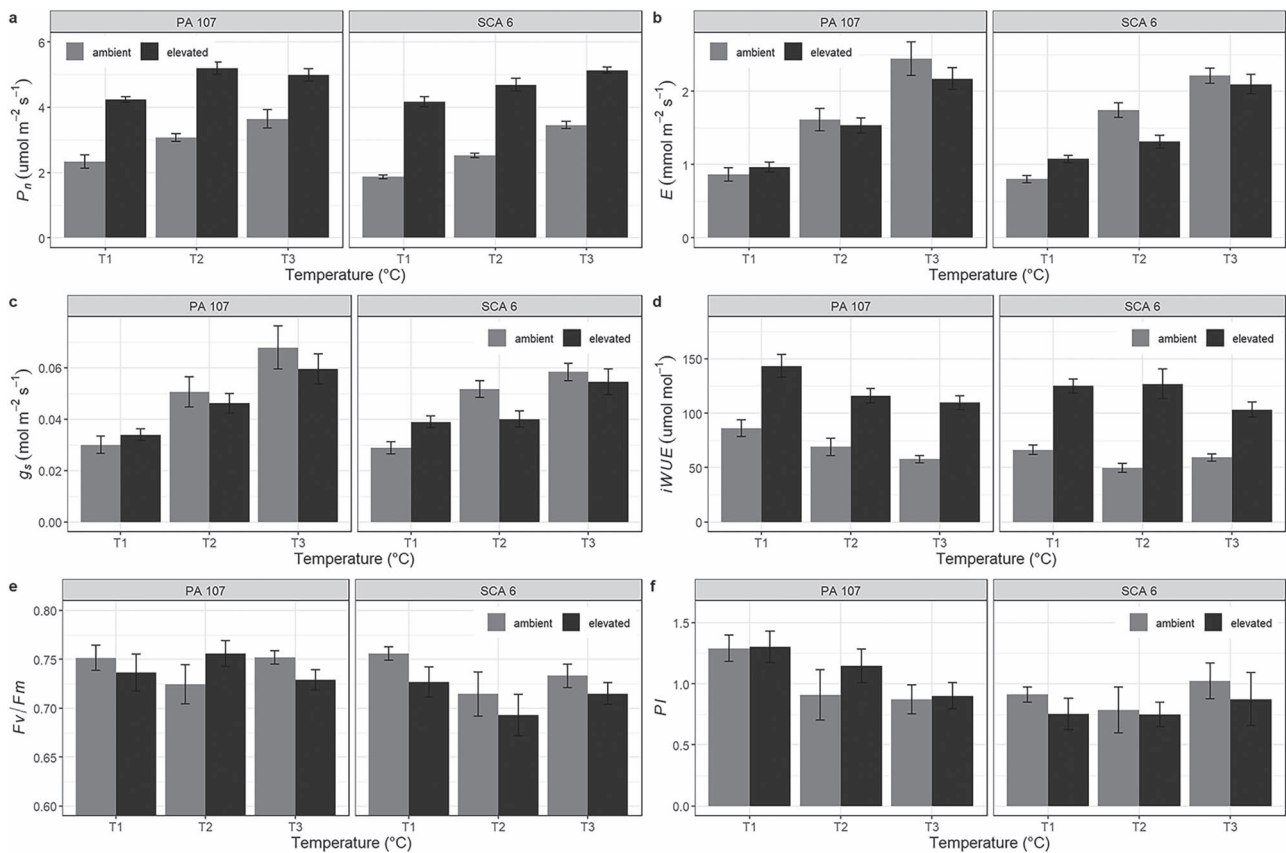 a
PA 107
SCA 6
ambient
elevated
Pn (umol m−2 s−1)
6
4
2
0
T1
T2
T3
T1
T2
T3
Temperature (°C)
b
PA 107
SCA 6
ambient
elevated
E (mmol m−2 s−1)
2
1
0
T1
T2
T3
T1
T2
T3
Temperature (°C)
c
PA 107
SCA 6
ambient
elevated
gs (mol m−2 s−1)
0.06
0.04
0.02
0.00
T1
T2
T3
T1
T2
T3
Temperature (°C)
d
PA 107
SCA 6
ambient
elevated
iWUE (umol mol−1)
150
100
50
0
T1
T2
T3
T1
T2
T3
Temperature (°C)
e
PA 107
SCA 6
ambient
elevated
Fv/Fm
0.80
0.75
0.70
0.65
0.60
T1
T2
T3
T1
T2
T3
Temperature (°C)
f
PA 107
SCA 6
ambient
elevated
PI
1.5
1.0
0.5
0.0
T1
T2
T3
T1
T2
T3
Temperature (°C)